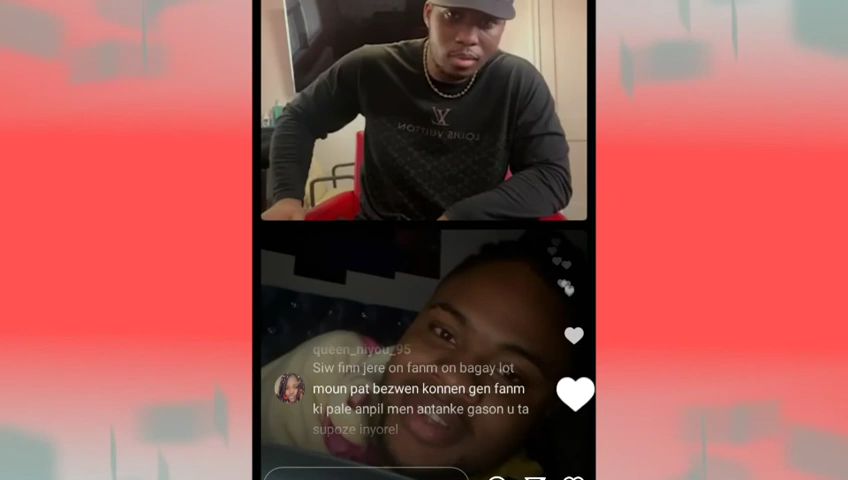 LV
LOUIS VUITTON
queen_niyou_95
Siw finn jere on fanm on bagay lot
moun pat bezwen konnen gen fanm
ki pale anpil men antanke gason u ta
supoze inyorel